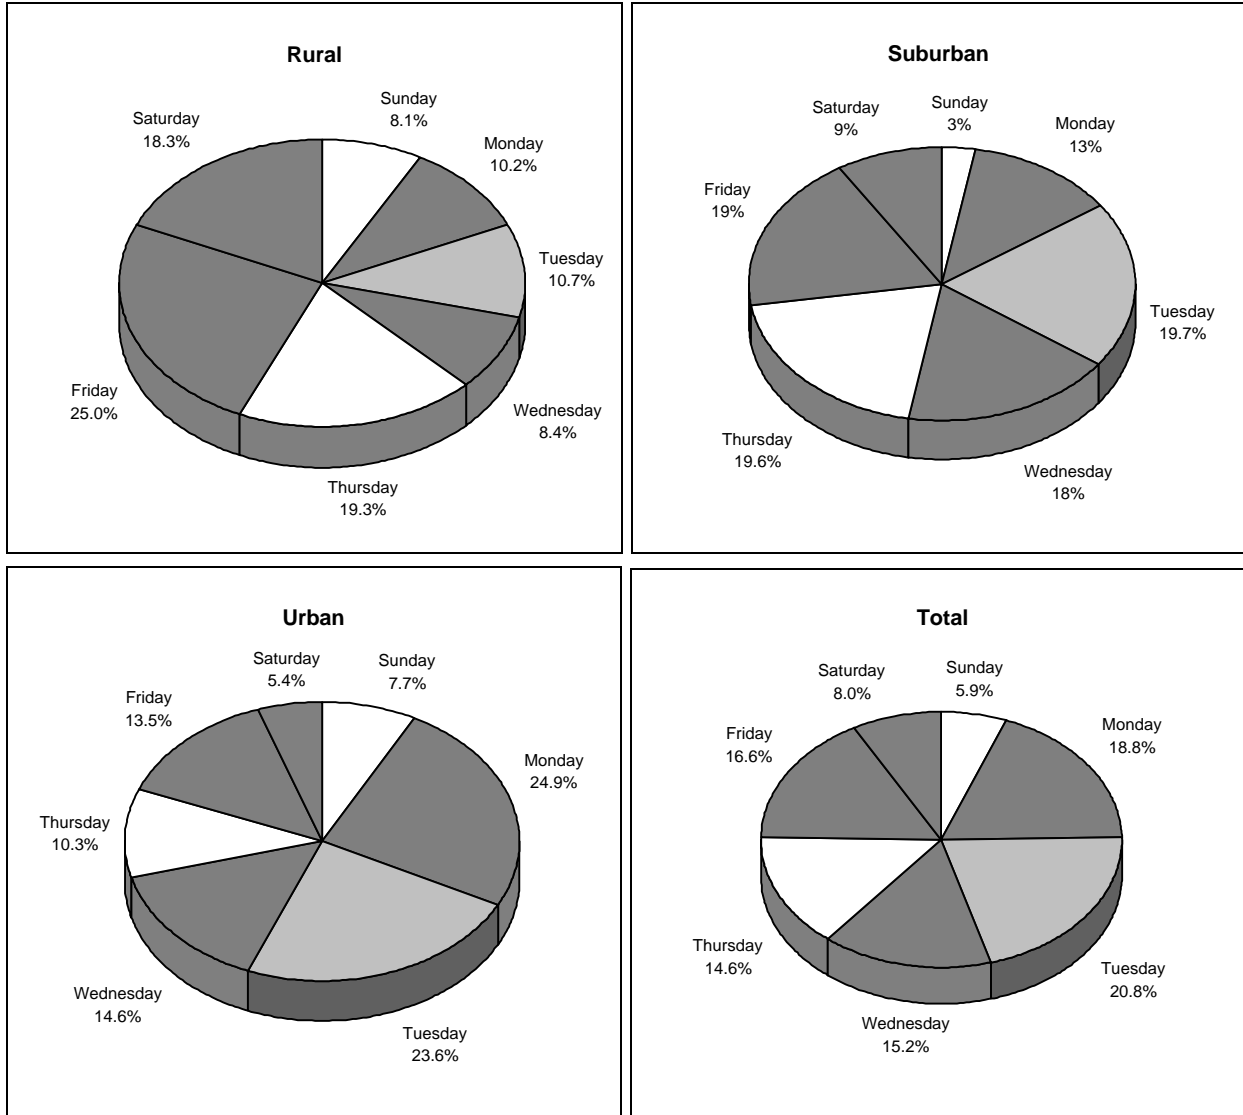 Rural
Sunday
8.1%
Monday
10.2%
Tuesday
10.7%
Wednesday
8.4%
Thursday
19.3%
Friday
25.0%
Saturday
18.3%
Suburban
Sunday
3%
Monday
13%
Tuesday
19.7%
Wednesday
18%
Thursday
19.6%
Friday
19%
Saturday
9%
Urban
Sunday
7.7%
Monday
24.9%
Tuesday
23.6%
Wednesday
14.6%
Thursday
10.3%
Friday
13.5%
Saturday
5.4%
Total
Sunday
5.9%
Monday
18.8%
Tuesday
20.8%
Wednesday
15.2%
Thursday
14.6%
Friday
16.6%
Saturday
8.0%